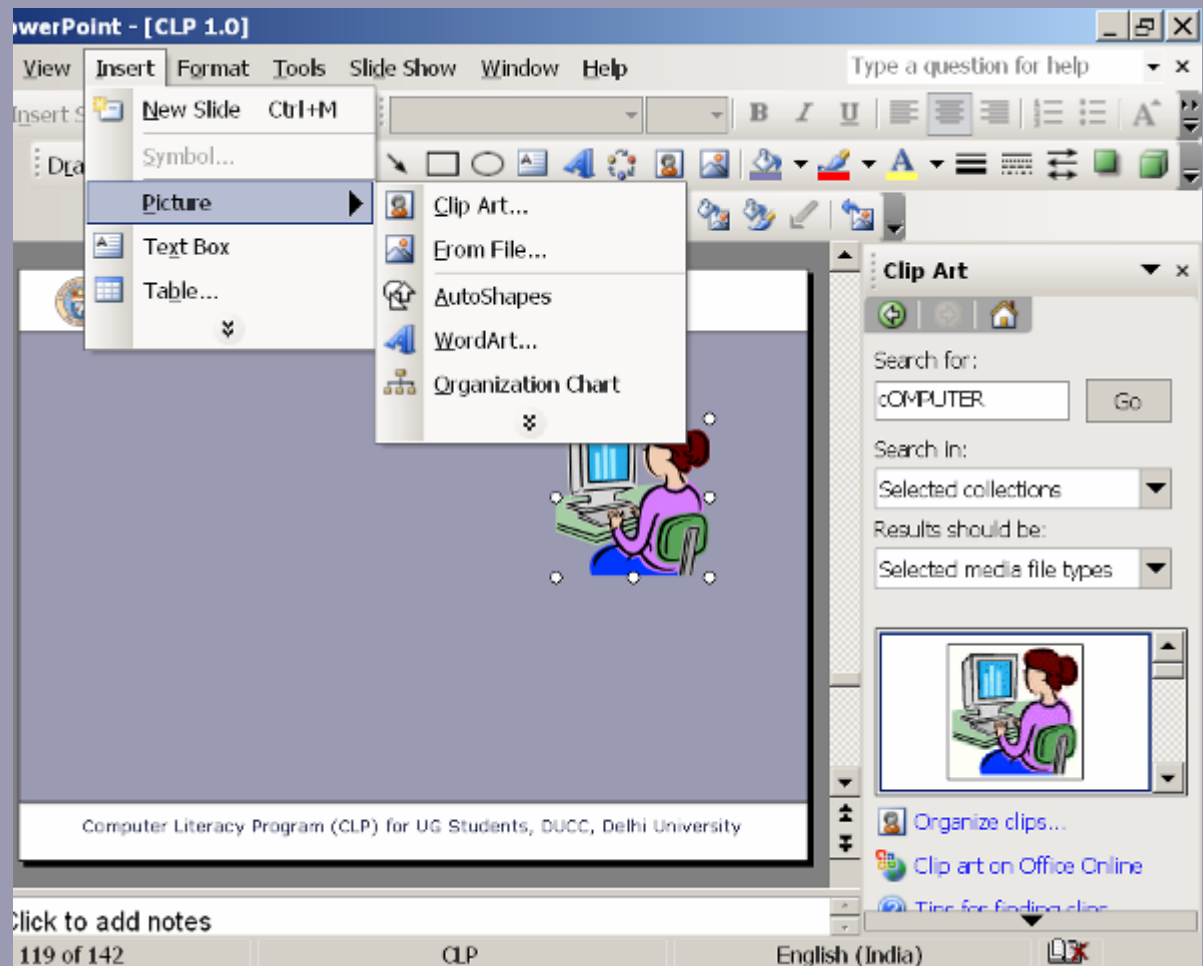 owerPoint - [CLP 1.0]
View Insert Format Tools Slide Show Window Help Type a question for help
Insert S
New Slide Ctrl+M
B I U
Symbol...
Dra
Picture
Text Box
Table...
Clip Art...
From File...
AutoShapes
WordArt...
Organization Chart
Clip Art
Search for:
cOMPUTER Go
Search in:
Selected collections
Results should be:
Selected media file types
Organize clips...
Clip art on Office Online
Tips for finding clips
Computer Literacy Program (CLP) for UG Students, DUCC, Delhi University
Click to add notes
119 of 142 CLP English (India)